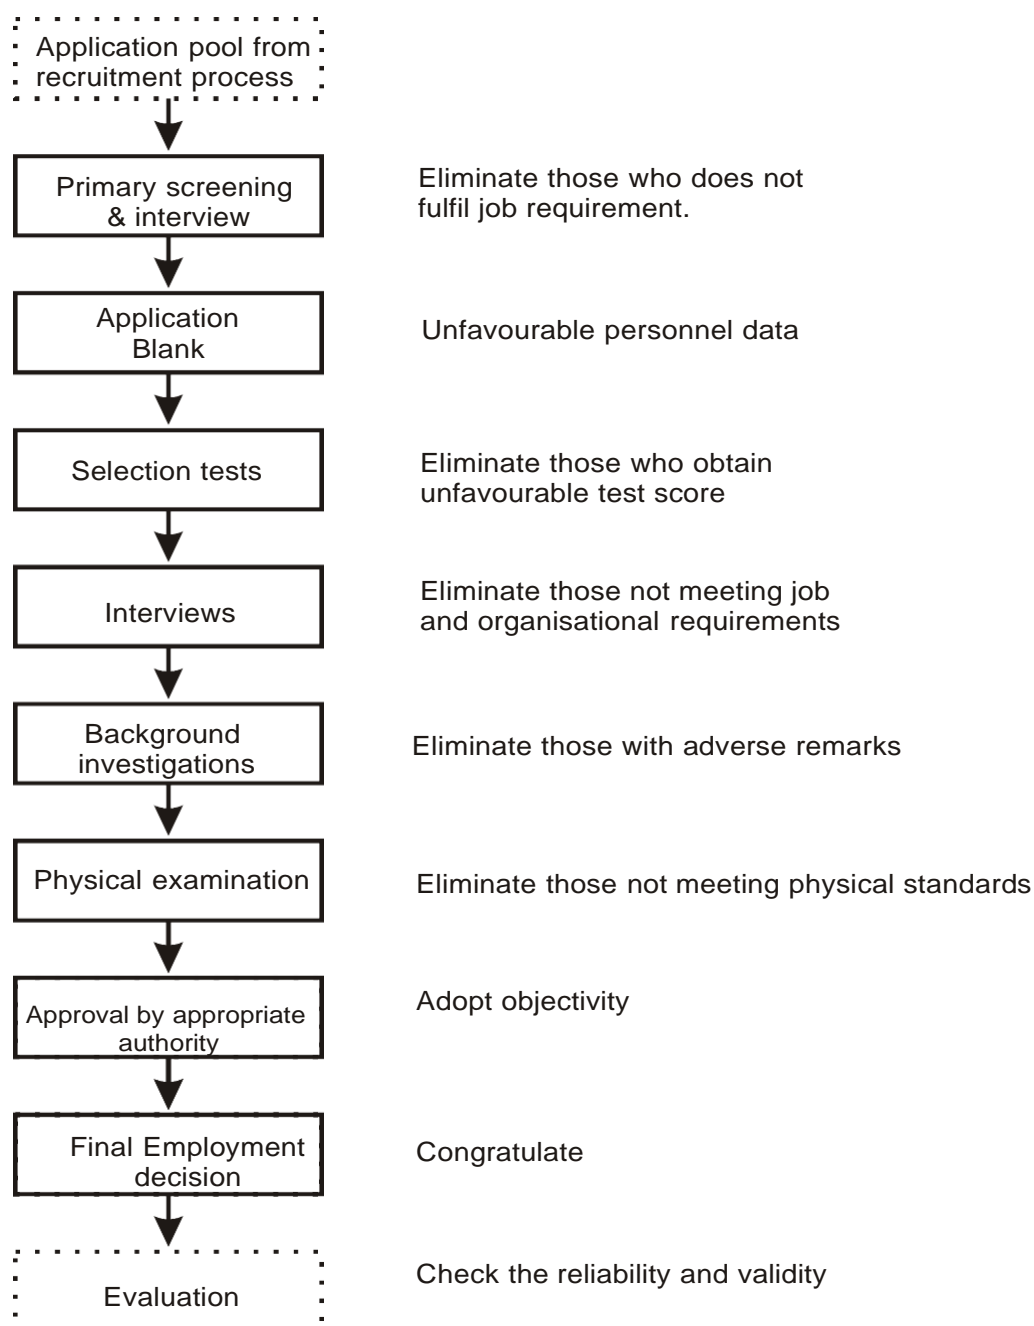 Application pool from
recruitment process
Primary screening
& interview
Eliminate those who does not
fulfil job requirement.
Application
Blank
Unfavourable personnel data
Selection tests
Eliminate those who obtain
unfavourable test score
Interviews
Eliminate those not meeting job
and organisational requirements
Background
investigations
Eliminate those with adverse remarks
Physical examination
Eliminate those not meeting physical standards
Approval by appropriate
authority
Adopt objectivity
Final Employment
decision
Congratulate
Evaluation
Check the reliability and validity